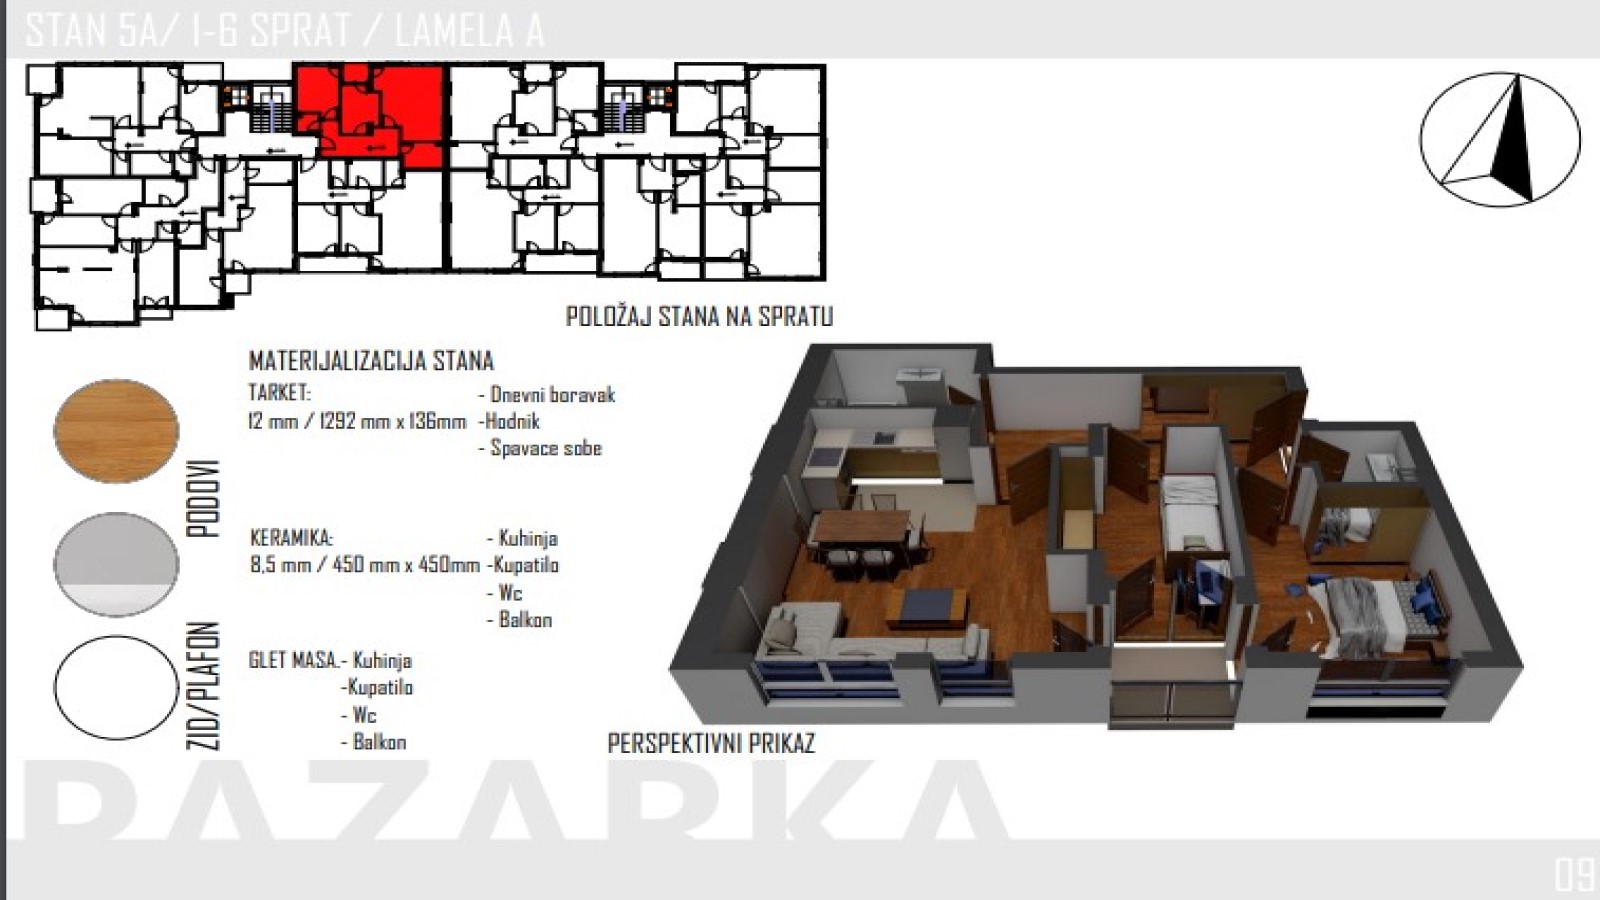 STAN 5A/ I-6 SPRAT / LAMELA A
POLOŽAJ STANA NA SPRATU
MATERIJALIZACIJA STANA
TARKET: - Dnevni boravak
12 mm / 1292 mm x 136mm -Hodnik
- Spavace sobe
PODOVI
KERAMIKA: - Kuhinja
8,5 mm / 450 mm x 450mm -Kupatilo
- Wc
- Balkon
ZID/PLAFON
GLET MASA.- Kuhinja
-Kupatilo
- Wc
- Balkon
PERSPEKTIVNI PRIKAZ
PAZARKA
09